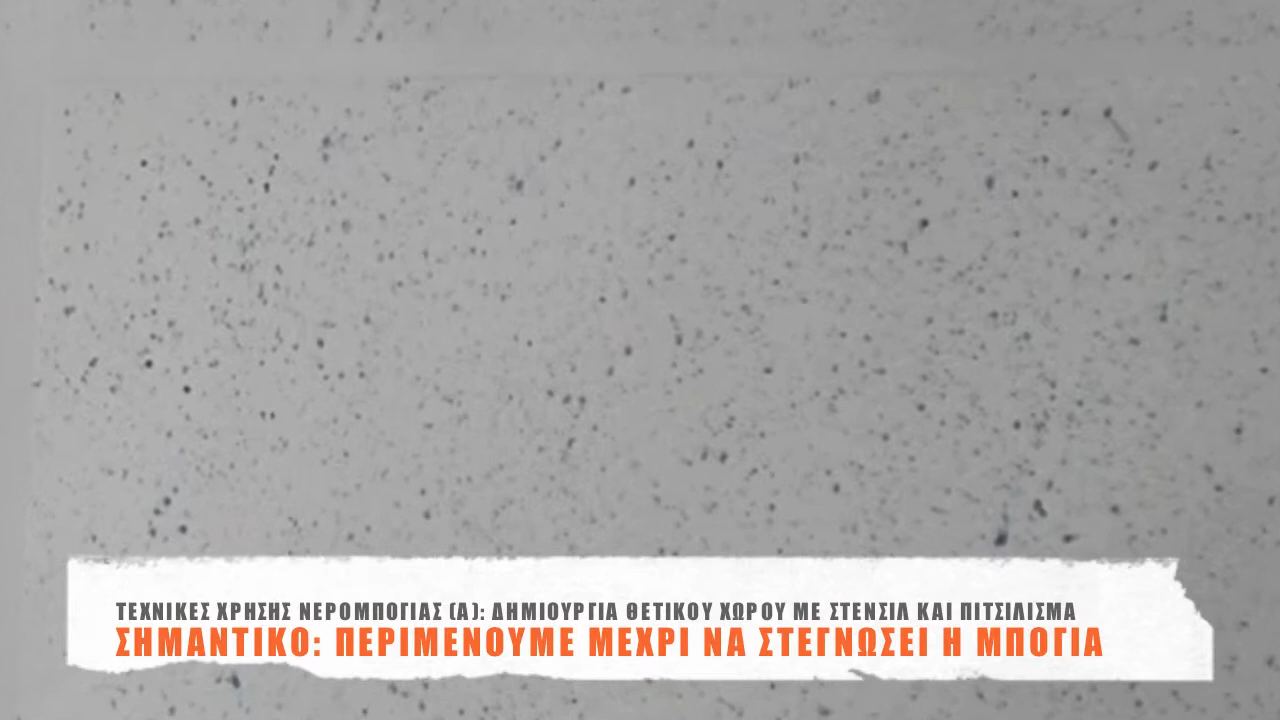 ΤΕΧΝΙΚΕΣ ΧΡΗΣΗΣ ΝΕΡΟΜΠΟΓΙΑΣ (Α): ΔΗΜΙΟΥΡΓΙΑ ΘΕΤΙΚΟΥ ΧΩΡΟΥ ΜΕ ΣΤΕΝΣΙΛ ΚΑΙ ΠΙΤΣΙΛΙΣΜΑ
ΣΗΜΑΝΤΙΚΟ: ΠΕΡΙΜΕΝΟΥΜΕ ΜΕΧΡΙ ΝΑ ΣΤΕΓΝΩΣΕΙ Η ΜΠΟΓΙΑ